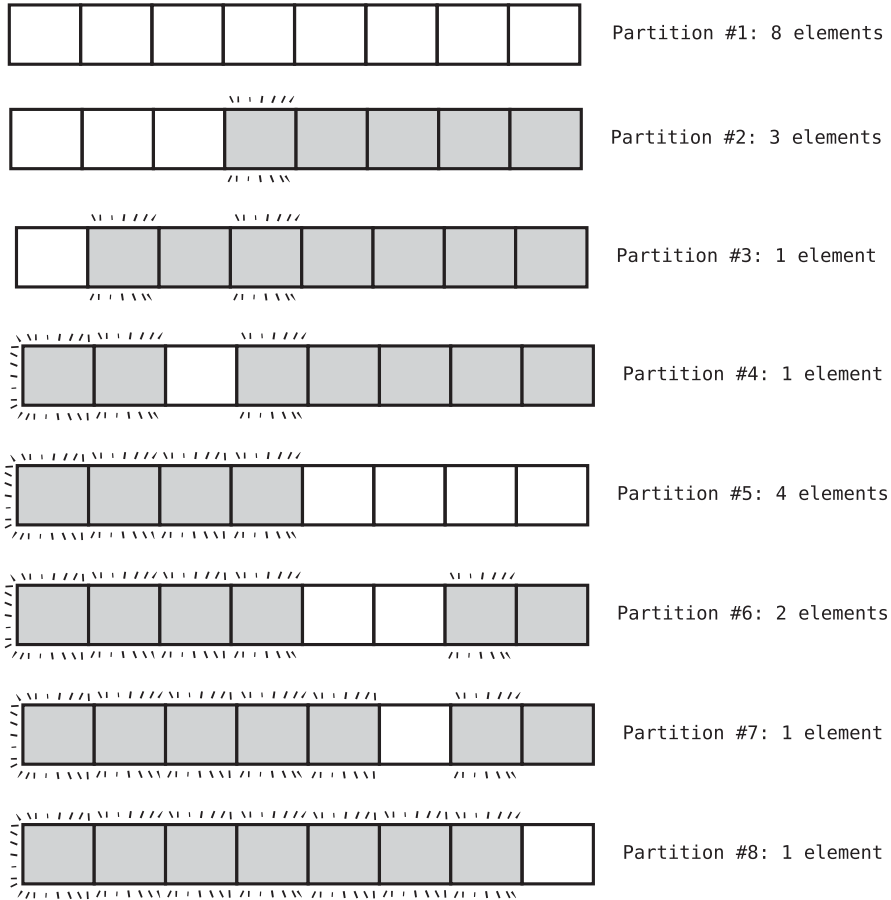 Partition #1: 8 elements
Partition #2: 3 elements
Partition #3: 1 element
Partition #4: 1 element
Partition #5: 4 elements
Partition #6: 2 elements
Partition #7: 1 element
Partition #8: 1 element